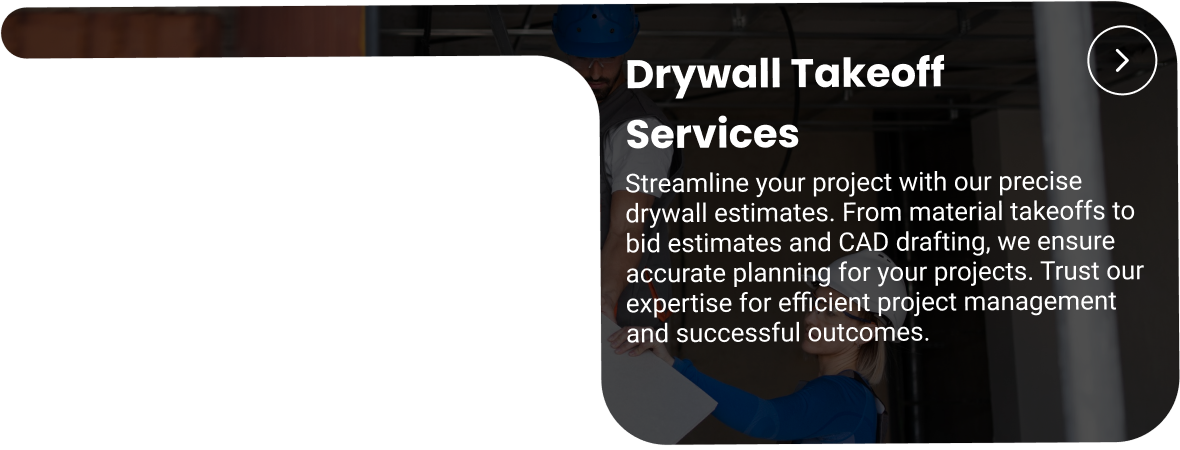 Drywall Takeoff
Services
Streamline your project with our precise
drywall estimates. From material takeoffs to
bid estimates and CAD drafting, we ensure
accurate planning for your projects. Trust our
expertise for efficient project management
and successful outcomes.